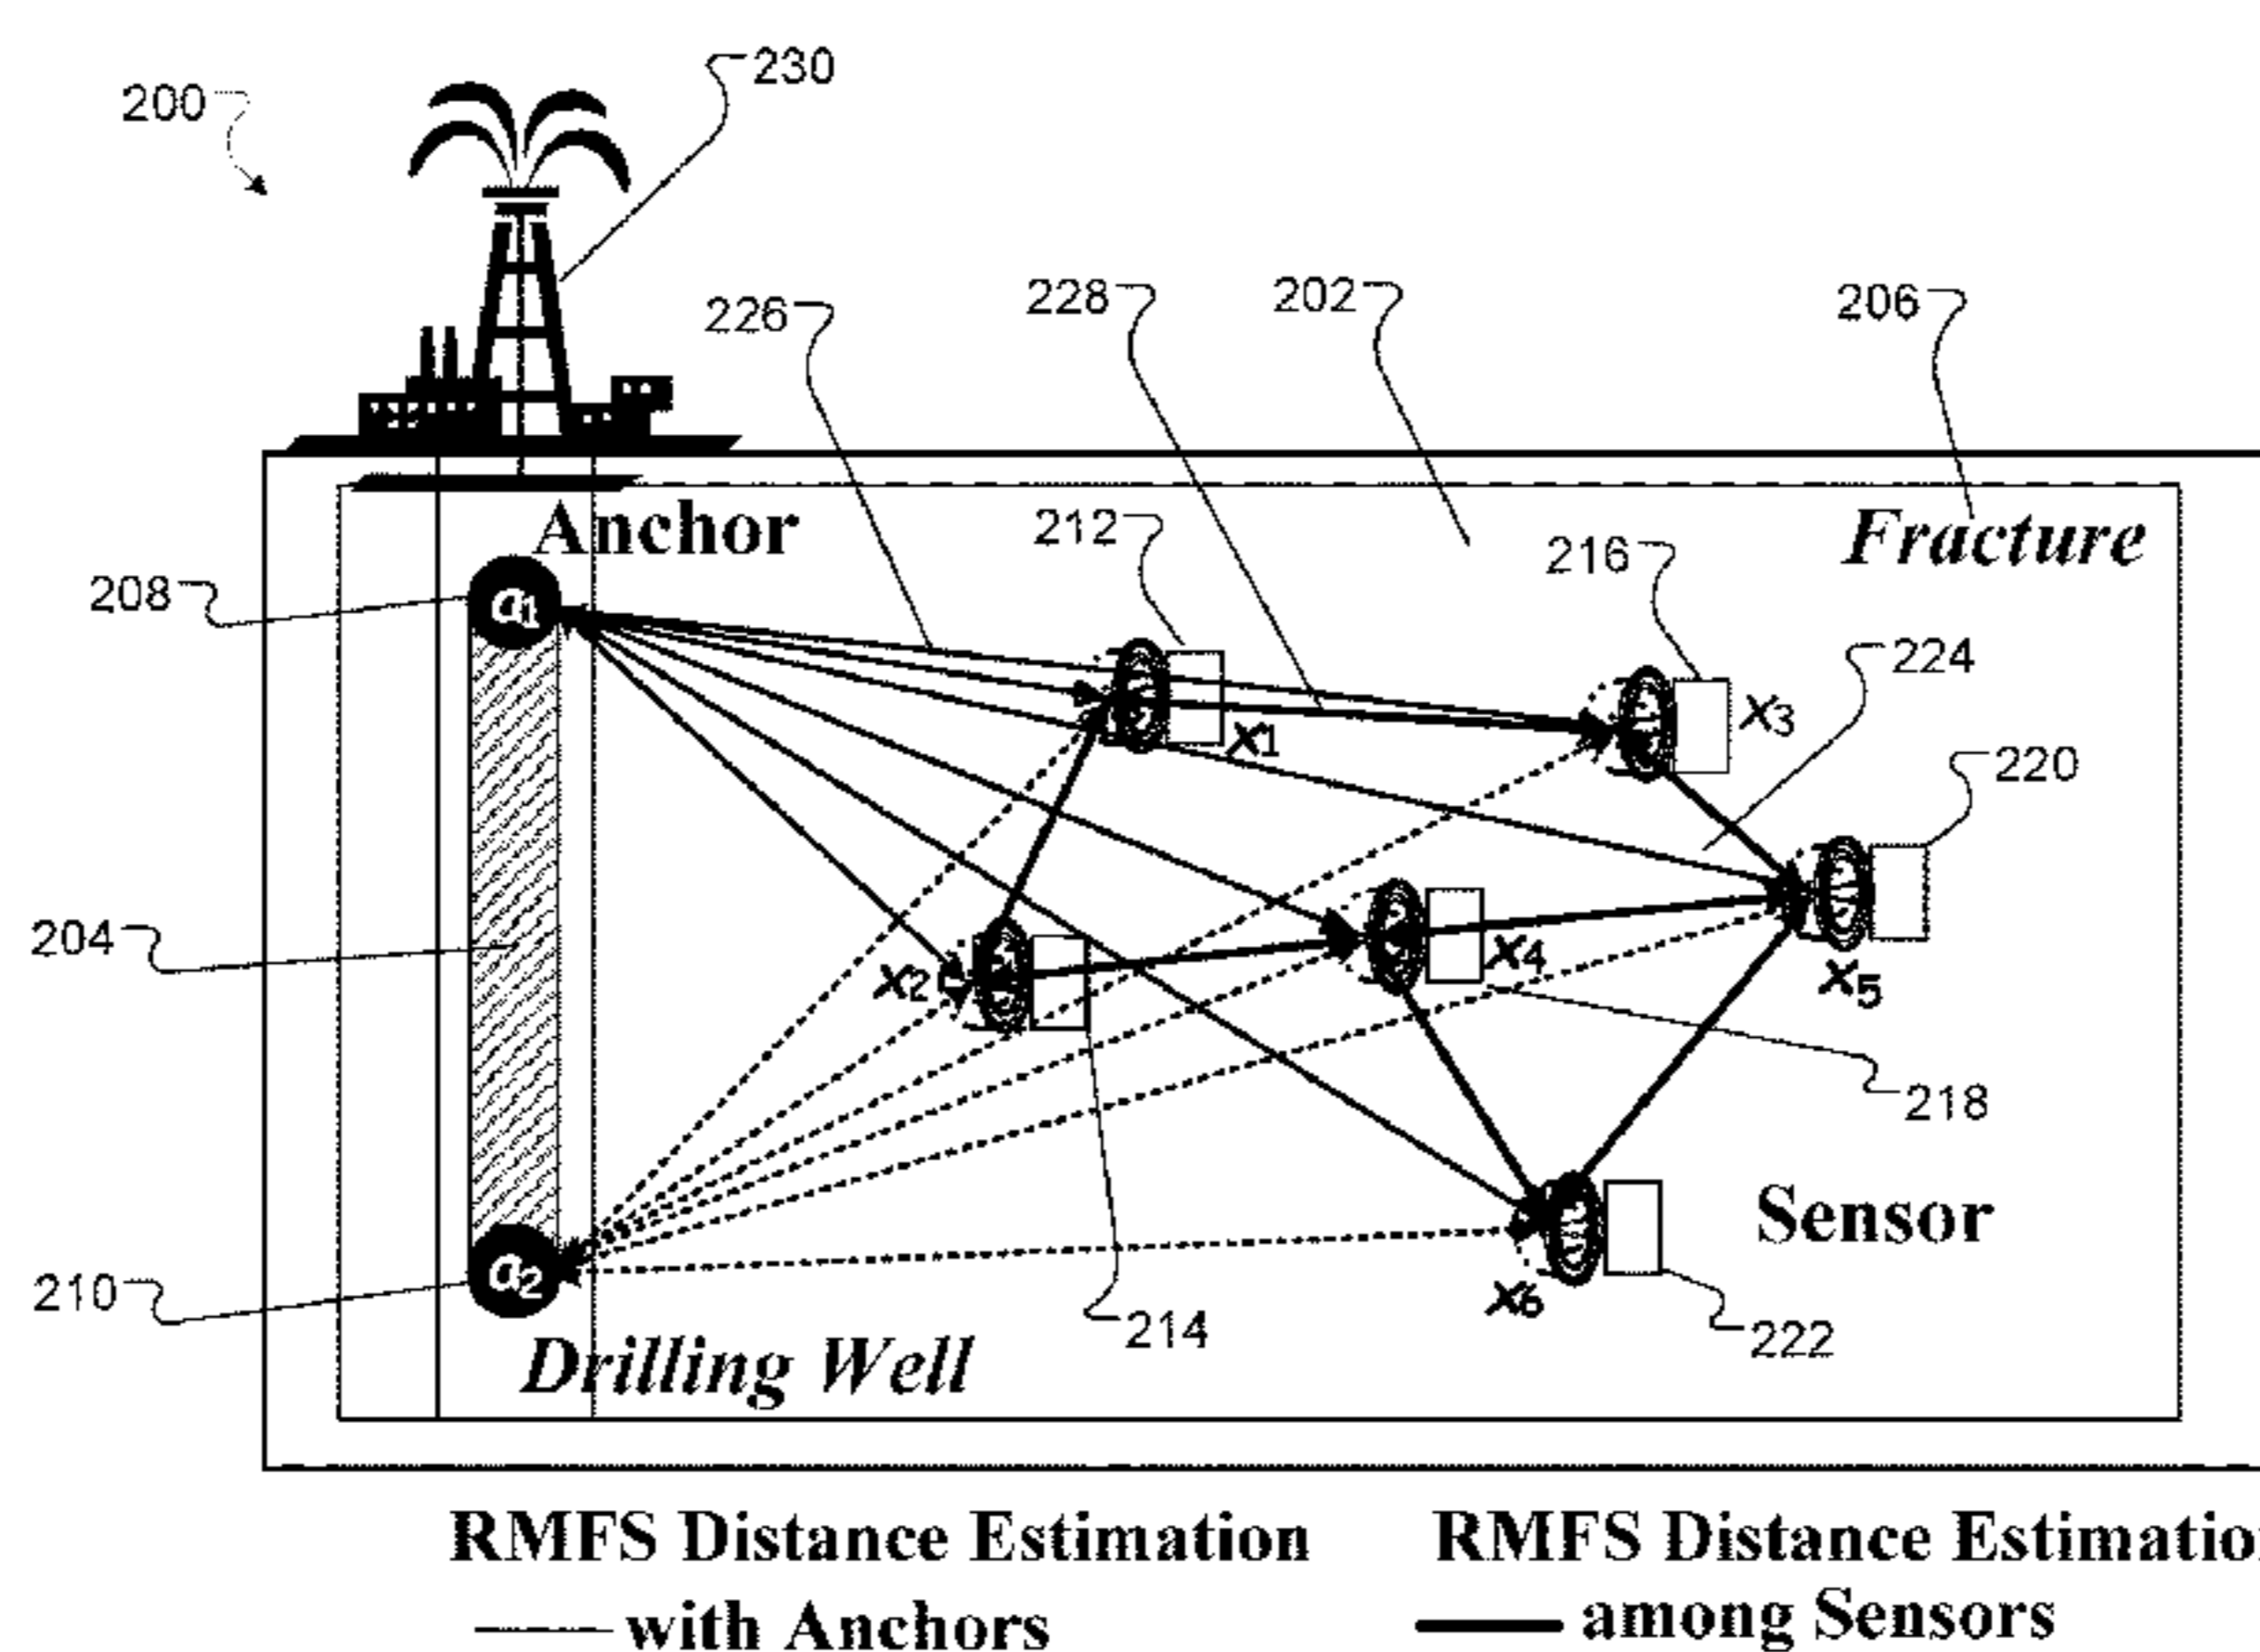 230
200
226
228
202
206
Anchor
212
Fracture
216
208
a1
224
x1
x3
220
204
x2
x4
x5
218
Sensor
210
a2
x6
214
222
Drilling Well
RMFS Distance Estimation
with Anchors
RMFS Distance Estimatio
among Sensors